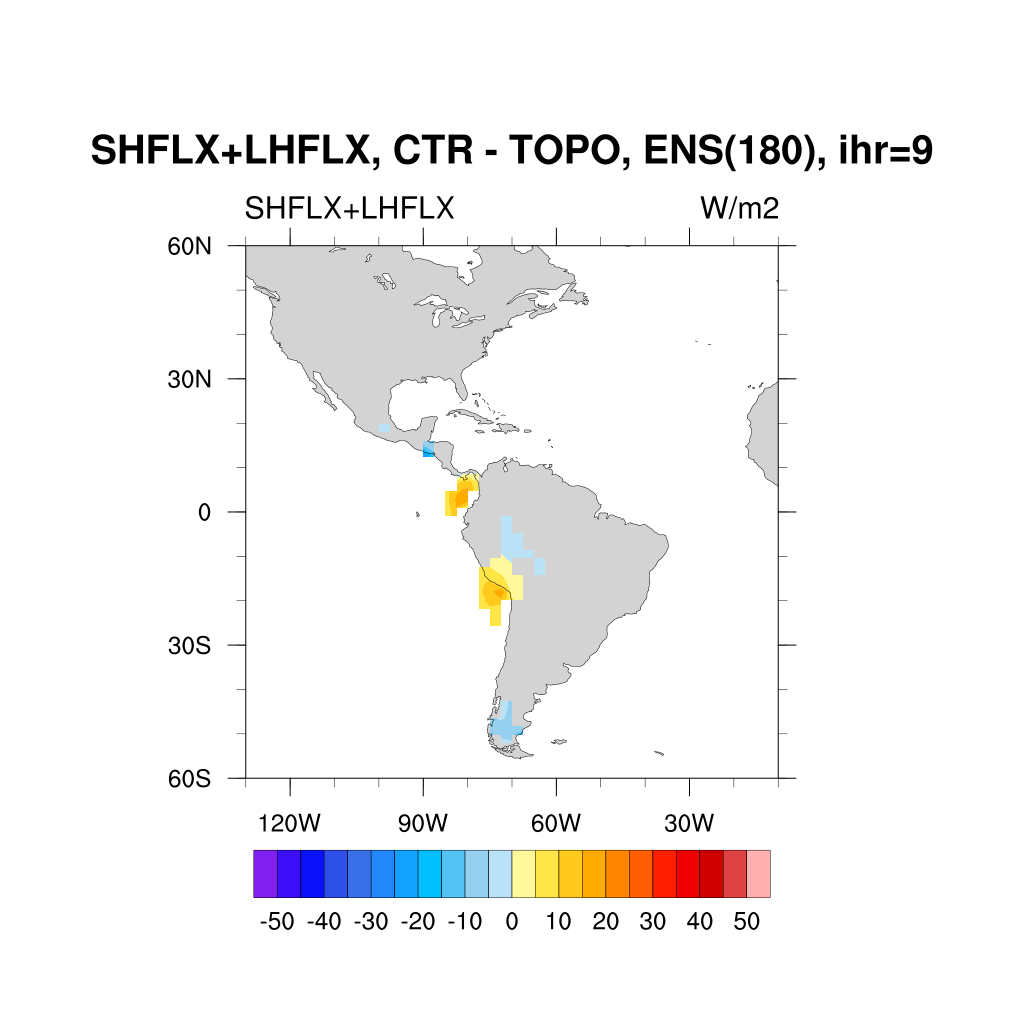 SHFLX+LHFLX, CTR - TOPO, ENS(180), ihr=9
SHFLX+LHFLX W/m2
60N
30N
0
30S
60S
120W 90W 60W 30W
-50 -40 -30 -20 -10 0 10 20 30 40 50